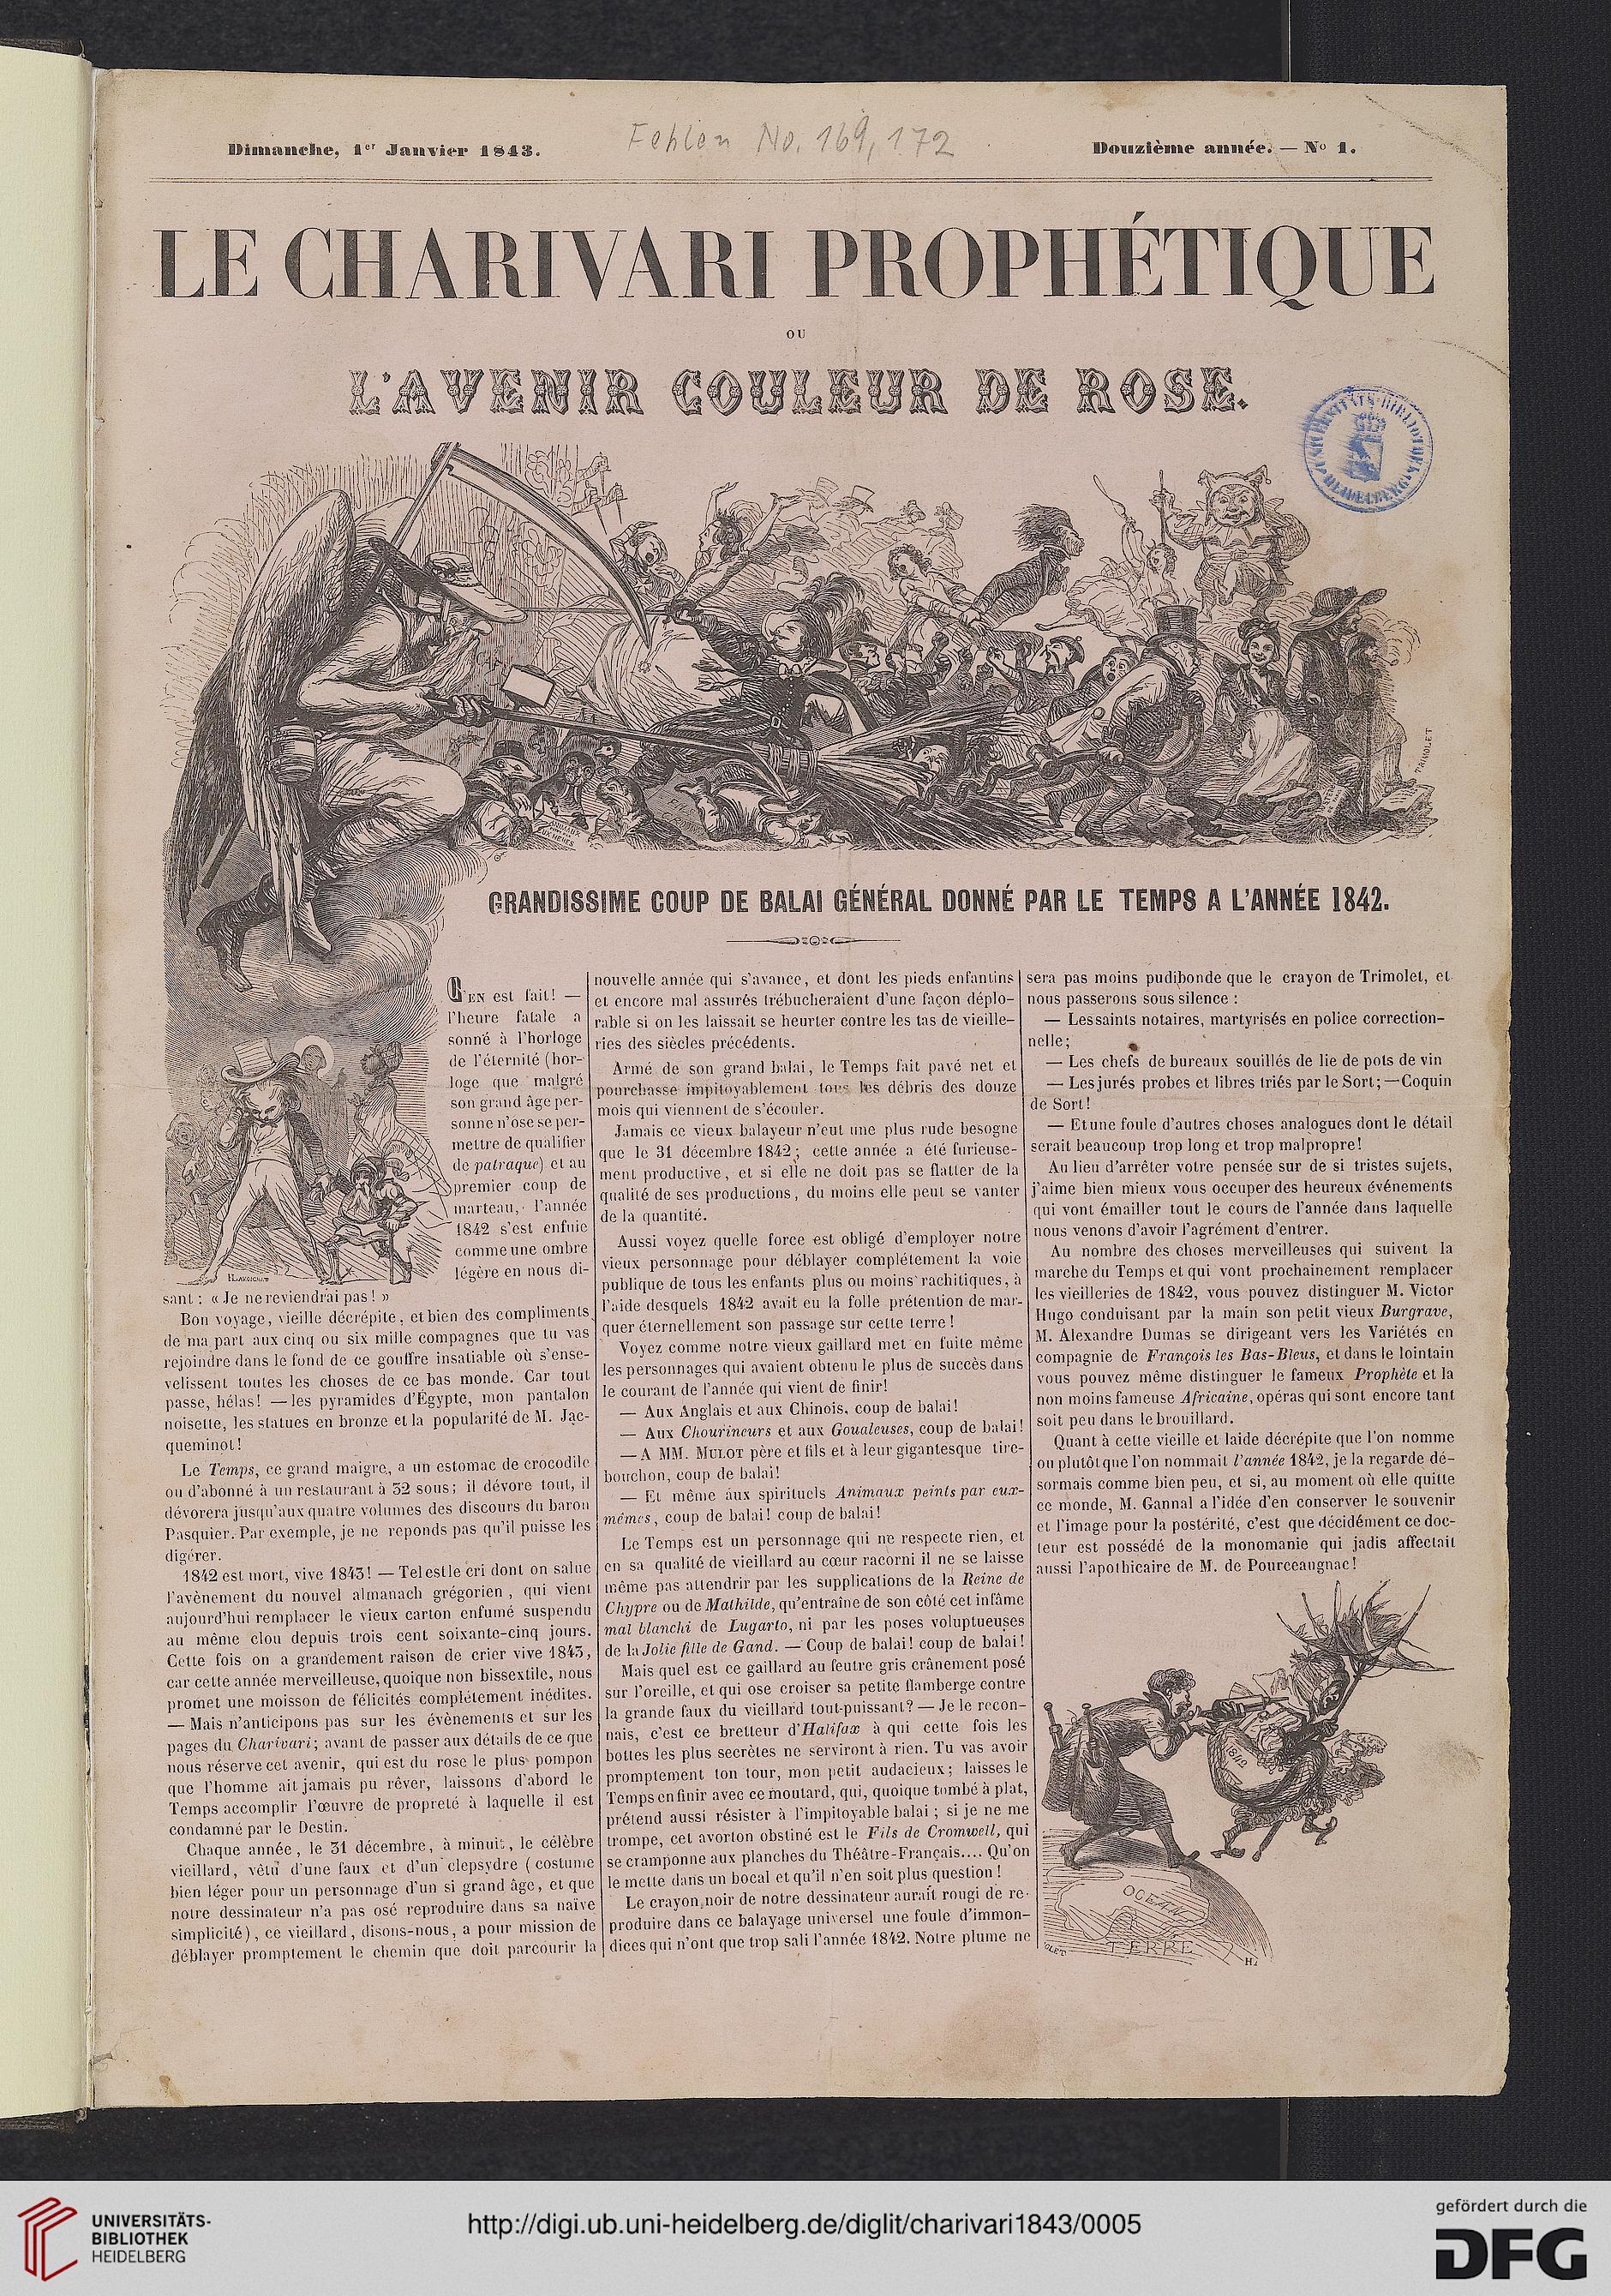 Dimanche, 1er Janvier 1843.
Fehlen No. 169, 172
Douzième année. — No 1.
LE CHARIVARI PROPHÉTIQUE
OU
L'AVENIR COULEUR DE ROSE.
TRIMOLET
GRANDISSIME COUP DE BALAI GÉNÉRAL DONNÉ PAR LE TEMPS A L'ANNÉE 1842.
Q'EN est fait! —
l'heure fatale a
sonné à l'horloge
de l'éternité (hor-
loge que malgré
son grand âge per-
sonne n'ose se per-
mettre de qualifier
de patraque) et au
premier coup de
marteau, l'année
1842 s'est enfuie
comme une ombre
légère en nous di-
sant : « Je ne reviendrai pas ! »
Bon voyage, vieille décrépite, et bien des compliments
de ma part aux cinq ou six mille compagnes que tu vas
rejoindre dans le fond de ce gouffre insatiable où s'ense-
velissent toutes les choses de ce bas monde. Car tout
passe, hélas! — les pyramides d'Égypte, mon pantalon
noisette, les statues en bronze et la popularité de M. Jac-
queminot!
Le Temps, ce grand maigre, a un estomac de crocodile
ou d'abonné à un restaurant à 32 sous; il dévore tout, il
dévorera jusqu'aux quatre volumes des discours du baron
Pasquier. Par exemple, je ne reponds pas qu'il puisse les
digérer.
1842 est mort, vive 1843! — Tel est le cri dont on salue
l'avènement du nouvel almanach grégorien, qui vient
aujourd'hui remplacer le vieux carton enfumé suspendu
au même clou depuis trois cent soixante-cinq jours.
Cette fois on a grandement raison de crier vive 1843,
car cette année merveilleuse, quoique non bissextile, nous
promet une moisson de félicités complétement inédites.
— Mais n'anticipons pas sur les évènements et sur les
pages du Charivari; avant de passer aux détails de ce que
nous réserve cet avenir, qui est du rose le plus pompon
que l'homme ait jamais pu rêver, laissons d'abord le
Temps accomplir l'œuvre de propreté à laquelle il est
condamné par le Destin.
Chaque année, le 31 décembre, à minuit, le célèbre
vieillard, vêtu d'une faux et d'un clepsydre (costume
bien léger pour un personnage d'un si grand âge, et que
notre dessinateur n'a pas osé reproduire dans sa naïve
simplicité), ce vieillard, disons-nous, a pour mission de
déblayer promptement le chemin que doit parcourir la
nouvelle année qui s'avance, et dont les pieds enfantins
et encore mal assurés trébucheraient d'une façon déplo-
rable si on les laissait se heurter contre les tas de vieille-
ries des siècles précédents.
Armé de son grand balai, le Temps fait pavé net et
pourchasse impitoyablement tous les débris des douze
mois qui viennent de s'écouler.
Jamais ce vieux balayeur n'eut une plus rude besogne
que le 31 décembre 1842; cette année a été furieuse-
ment productive, et si elle ne doit pas se flatter de la
qualité de ses productions, du moins elle peut se vanter
de la quantité.
Aussi voyez quelle force est obligé d'employer notre
vieux personnage pour déblayer complétement la voie
publique de tous les enfants plus ou moins rachitiques, à
l'aide desquels 1842 avait eu la folle prétention de mar-
quer éternellement son passage sur cette terre !
Voyez comme notre vieux gaillard met en fuite même
les personnages qui avaient obtenu le plus de succès dans
le courant de l'année qui vient de finir!
— Aux Anglais et aux Chinois, coup de balai!
— Aux Chourineurs et aux Goualeuses, coup de balai!
— A MM. MULOT père et fils et à leur gigantesque tire-
bouchon, coup de balai!
— Et même aux spirituels Animaux peints par eux-
mêmes, coup de balai! coup de balai!
Le Temps est un personnage qui ne respecte rien, et
en sa qualité de vieillard au cœur racorni il ne se laisse
même pas attendrir par les supplications de la Reine de
Chypre ou de Mathilde, qu'entraîne de son côté cet infâme
mal blanchi de Lugarto, ni par les poses voluptueuses
de la Jolie fille de Gand. — Coup de balai! coup de balai!
Mais quel est ce gaillard au feutre gris crânement posé
sur l'oreille, et qui ose croiser sa petite flamberge contre
la grande faux du vieillard tout-puissant? — Je le recon-
nais, c'est ce bretteur d'Halifax à qui cette fois les
bottes les plus secrètes ne serviront à rien. Tu vas avoir
promptement ton tour, mon petit audacieux; laisses le
Temps en finir avec ce moutard, qui, quoique tombé à plat,
prétend aussi résister à l'impitoyable balai ; si je ne me
trompe, cet avorton obstiné est le Fils de Cromwell, qui
se cramponne aux planches du Théâtre-Français.... Qu'on
le mette dans un bocal et qu'il n'en soit plus question !
Le crayon noir de notre dessinateur aurait rougi de re-
produire dans ce balayage universel une foule d'immon-
dices qui n'ont que trop sali l'année 1842. Notre plume ne
sera pas moins pudibonde que le crayon de Trimolet, et
nous passerons sous silence :
— Les saints notaires, martyrisés en police correction-
nelle;
— Les chefs de bureaux souillés de lie de pots de vin
— Les jurés probes et libres triés par le Sort; — Coquin
de Sort!
— Et une foule d'autres choses analogues dont le détail
serait beaucoup trop long et trop malpropre!
Au lieu d'arrêter votre pensée sur de si tristes sujets,
j'aime bien mieux vous occuper des heureux événements
qui vont émailler tout le cours de l'année dans laquelle
nous venons d'avoir l'agrément d'entrer.
Au nombre des choses merveilleuses qui suivent la
marche du Temps et qui vont prochainement remplacer
les vieilleries de 1842, vous pouvez distinguer M. Victor
Hugo conduisant par la main son petit vieux Burgrave,
M. Alexandre Dumas se dirigeant vers les Variétés en
compagnie de François les Bas-Bleus, et dans le lointain
vous pouvez même distinguer le fameux Prophète et la
non moins fameuse Africaine, opéras qui sont encore tant
soit peu dans le brouillard.
Quant à cette vieille et laide décrépite que l'on nomme
ou plutôt que l'on nommait l'année 1842, je la regarde dé-
sormais comme bien peu, et si, au moment où elle quitte
ce monde, M. Gannal a l'idée d'en conserver le souvenir
et l'image pour la postérité, c'est que décidément ce doc-
teur est possédé de la monomanie qui jadis affectait
aussi l'apothicaire de M. de Pourceaugnac!
1842
OCEAN
TERRE
UNIVERSITÄTS-
BIBLIOTHEK
HEIDELBERG
http://digi.ub.uni-heidelberg.de/diglit/charivari1843/0005
gefördert durch die
DFG